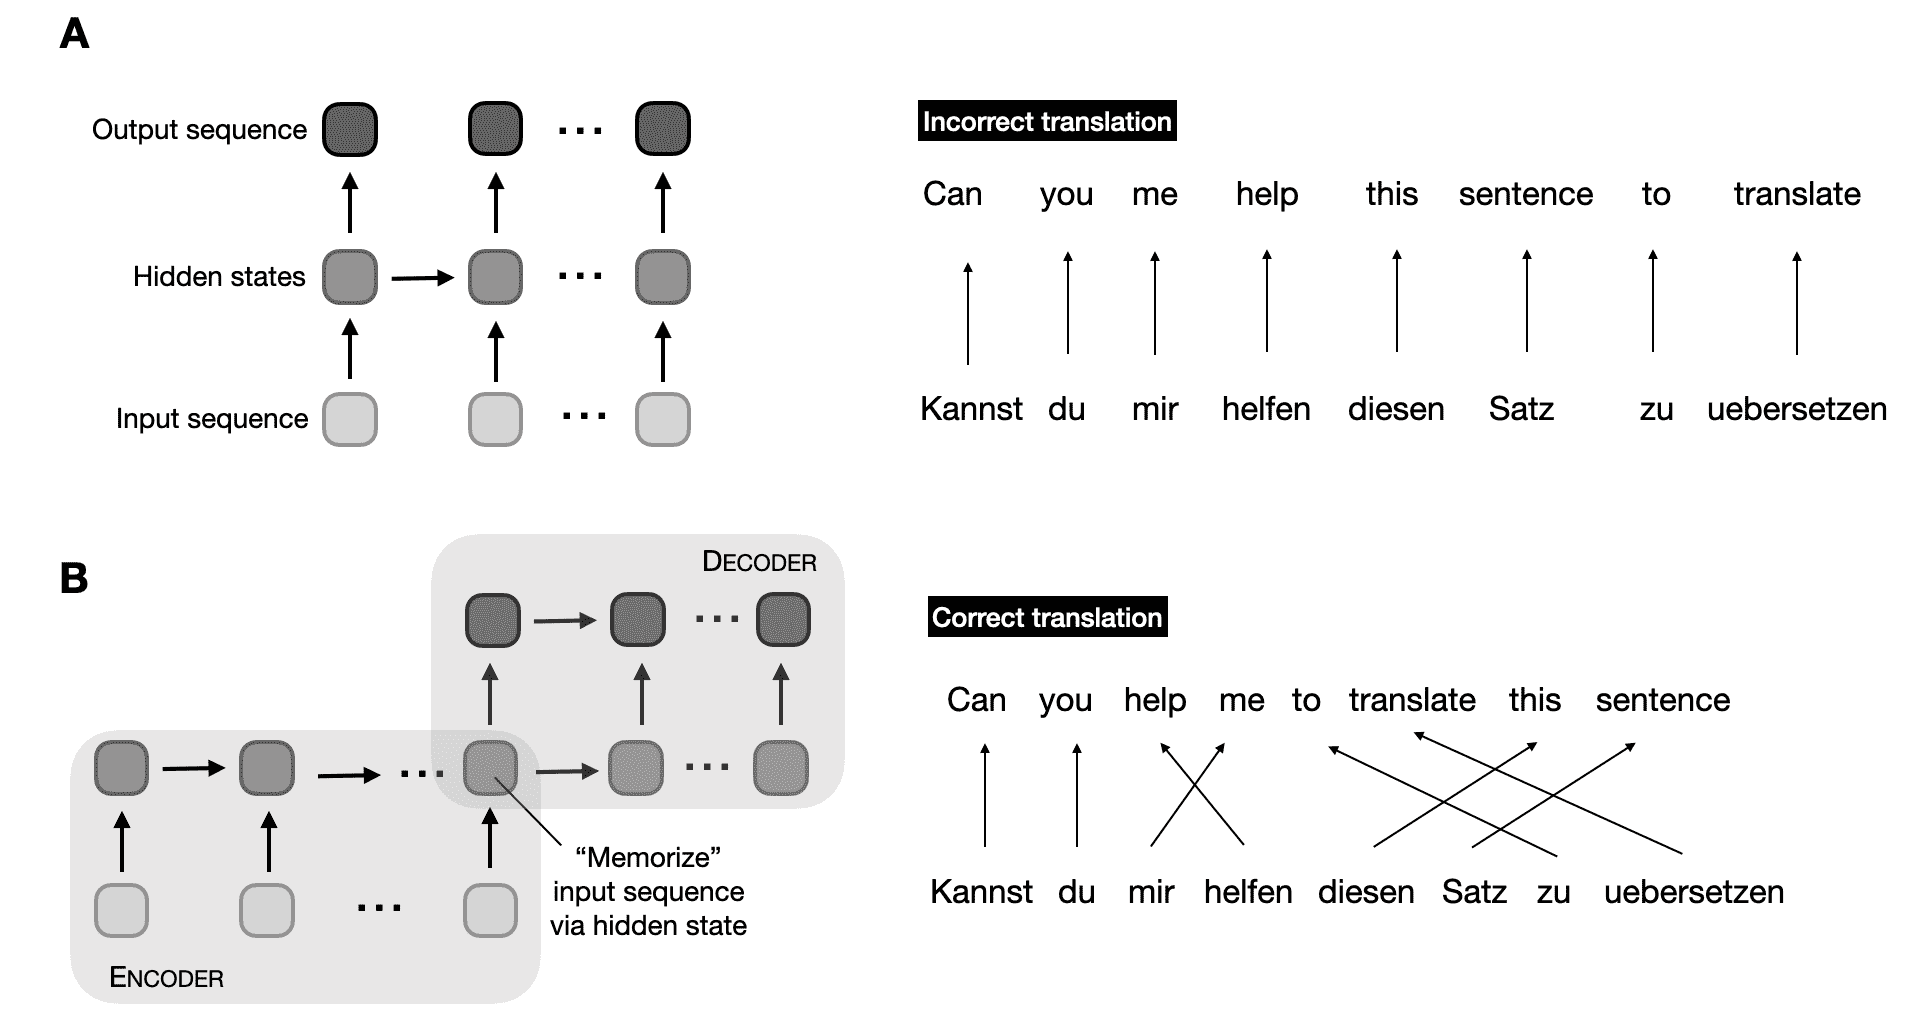 A
Output sequence
Hidden states
Input sequence
Incorrect translation
Can you me help this sentence to translate
Kannst du mir helfen diesen Satz zu uebersetzen
B
DECODER
"Memorize"
input sequence
via hidden state
ENCODER
Correct translation
Can you help me to translate this sentence
Kannst du mir helfen diesen Satz zu uebersetzen